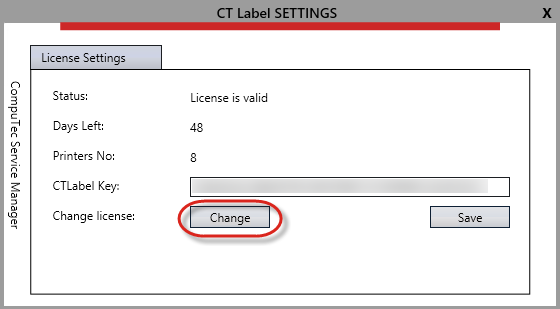 CT Label SETTINGS X
License Settings
CompuTec Service Manager
Status: License is valid
Days Left: 48
Printers No: 8
CTLabel Key:
Change license: Change Save